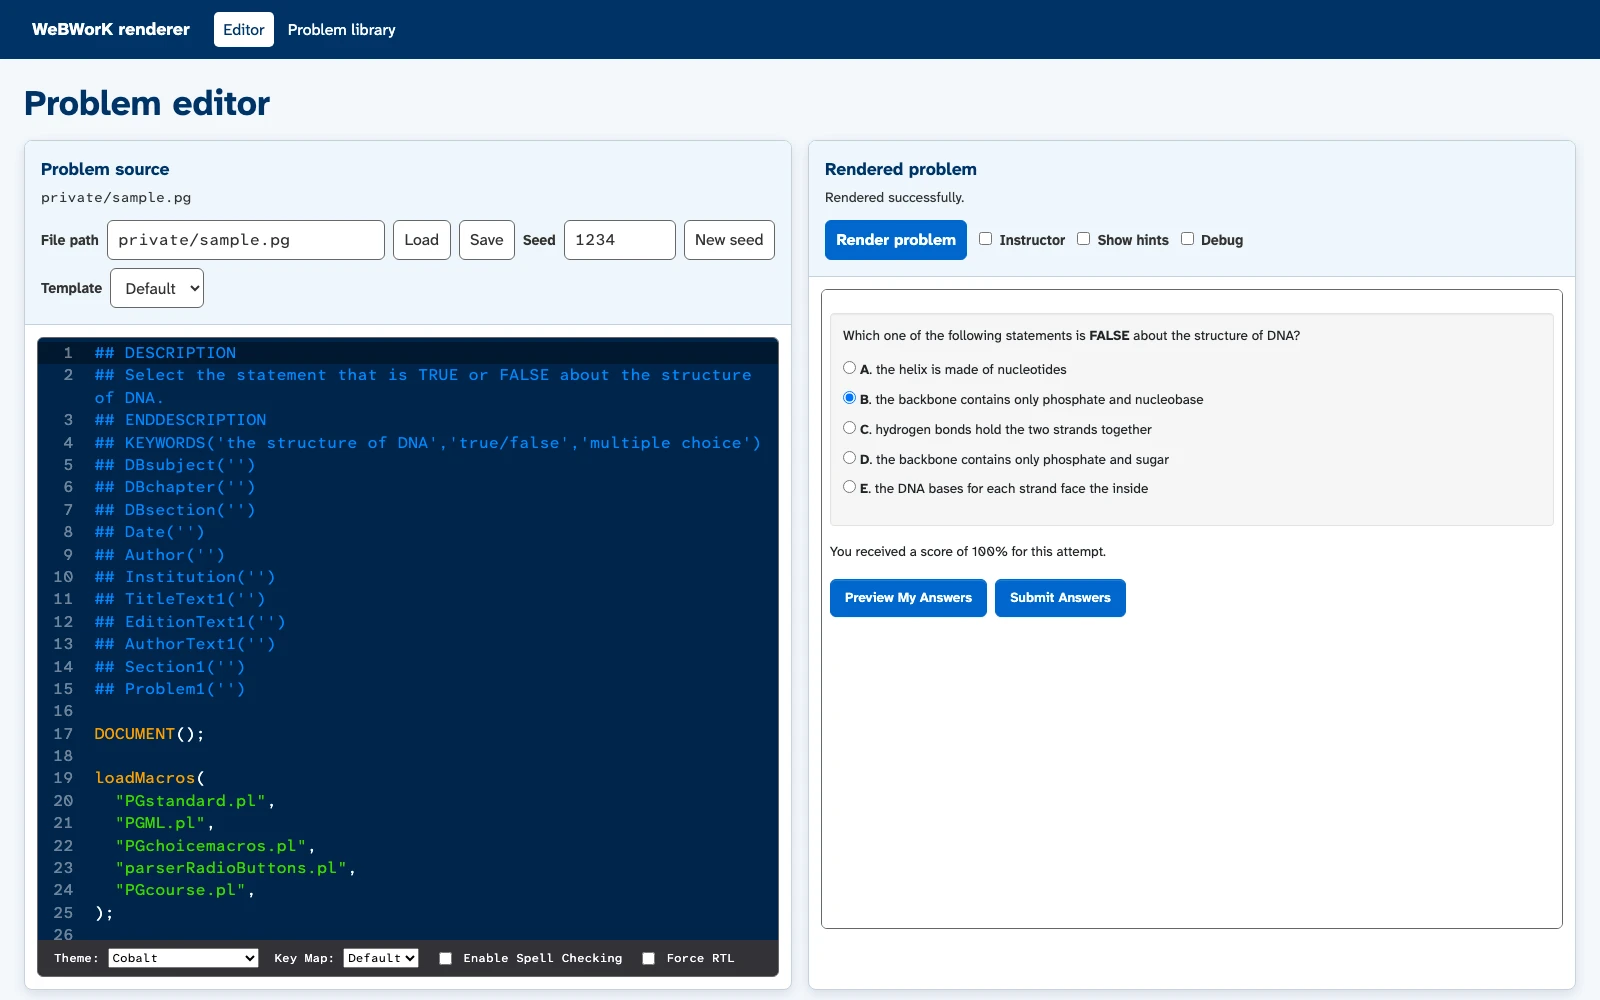 WeBWorK renderer
Editor
Problem library
Problem editor
Problem source
private/sample.pg
File path
private/sample.pg
Load
Save
Seed
1234
New seed
Template
Default
1 ## DESCRIPTION
2 ## Select the statement that is TRUE or FALSE about the structure
of DNA.
3 ## ENDDESCRIPTION
4 ## KEYWORDS('the structure of DNA','true/false','multiple choice')
5 ## DBsubject('')
6 ## DBchapter('')
7 ## DBsection('')
8 ## Date('')
9 ## Author('')
10 ## Institution('')
11 ## TitleText1('')
12 ## EditionText1('')
13 ## AuthorText1('')
14 ## Section1('')
15 ## Problem1('')
16
17 DOCUMENT();
18
19 loadMacros(
20 "PGstandard.pl",
21 "PGML.pl",
22 "PGchoicemacros.pl",
23 "parserRadioButtons.pl",
24 "PGcourse.pl",
25 );
26
Theme: Cobalt Key Map: Default Enable Spell Checking Force RTL
Rendered problem
Rendered successfully.
Render problem
Instructor
Show hints
Debug
Which one of the following statements is FALSE about the structure of DNA?
A. the helix is made of nucleotides
B. the backbone contains only phosphate and nucleobase
C. hydrogen bonds hold the two strands together
D. the backbone contains only phosphate and sugar
E. the DNA bases for each strand face the inside
You received a score of 100% for this attempt.
Preview My Answers
Submit Answers